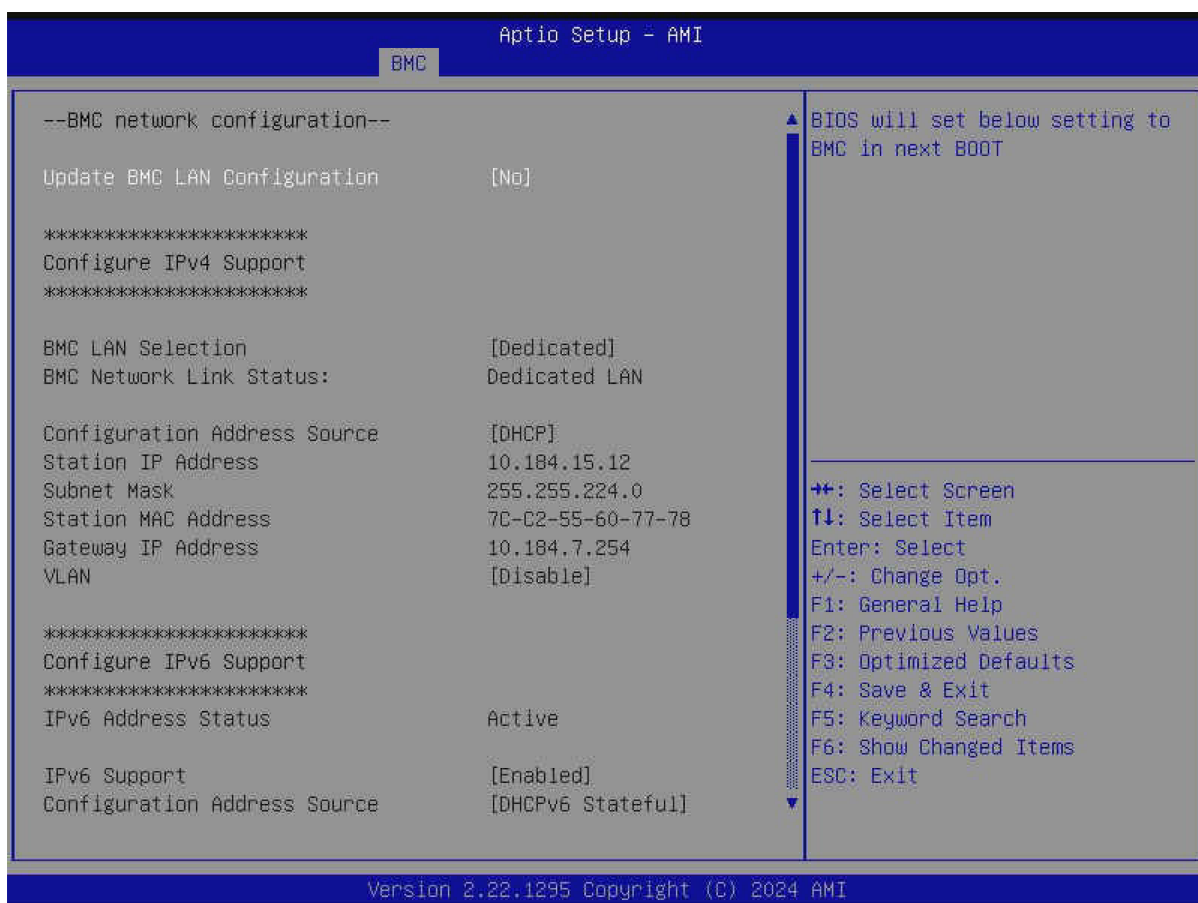 Aptio Setup – AMI
BMC
--BMC network configuration--
Update BMC LAN Configuration [No]
**********************
Configure IPv4 Support
**********************
BMC LAN Selection [Dedicated]
BMC Network Link Status: Dedicated LAN
Configuration Address Source [DHCP]
Station IP Address 10.184.15.12
Subnet Mask 255.255.224.0
Station MAC Address 7C-C2-55-60-77-78
Gateway IP Address 10.184.7.254
VLAN [Disable]
**********************
Configure IPv6 Support
**********************
IPv6 Address Status Active
IPv6 Support [Enabled]
Configuration Address Source [DHCPv6 Stateful]
BIOS will set below setting to
BMC in next BOOT
→←: Select Screen
↑↓: Select Item
Enter: Select
+/-: Change Opt.
F1: General Help
F2: Previous Values
F3: Optimized Defaults
F4: Save & Exit
F5: Keyword Search
F6: Show Changed Items
ESC: Exit
Version 2.22.1295 Copyright (C) 2024 AMI